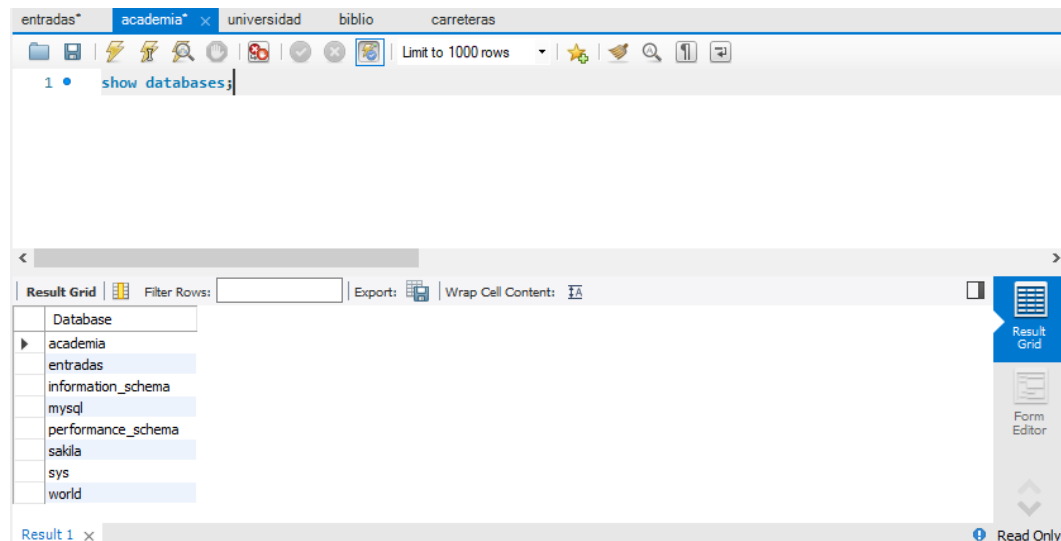 entradas* academia* universidad biblio carreteras
Limit to 1000 rows
1 show databases;
Result Grid Filter Rows: Export: Wrap Cell Content: IA
Database
academia
entradas
information_schema
mysql
performance_schema
sakila
sys
world
Result
Grid
Form
Editor
Result 1 Read Only